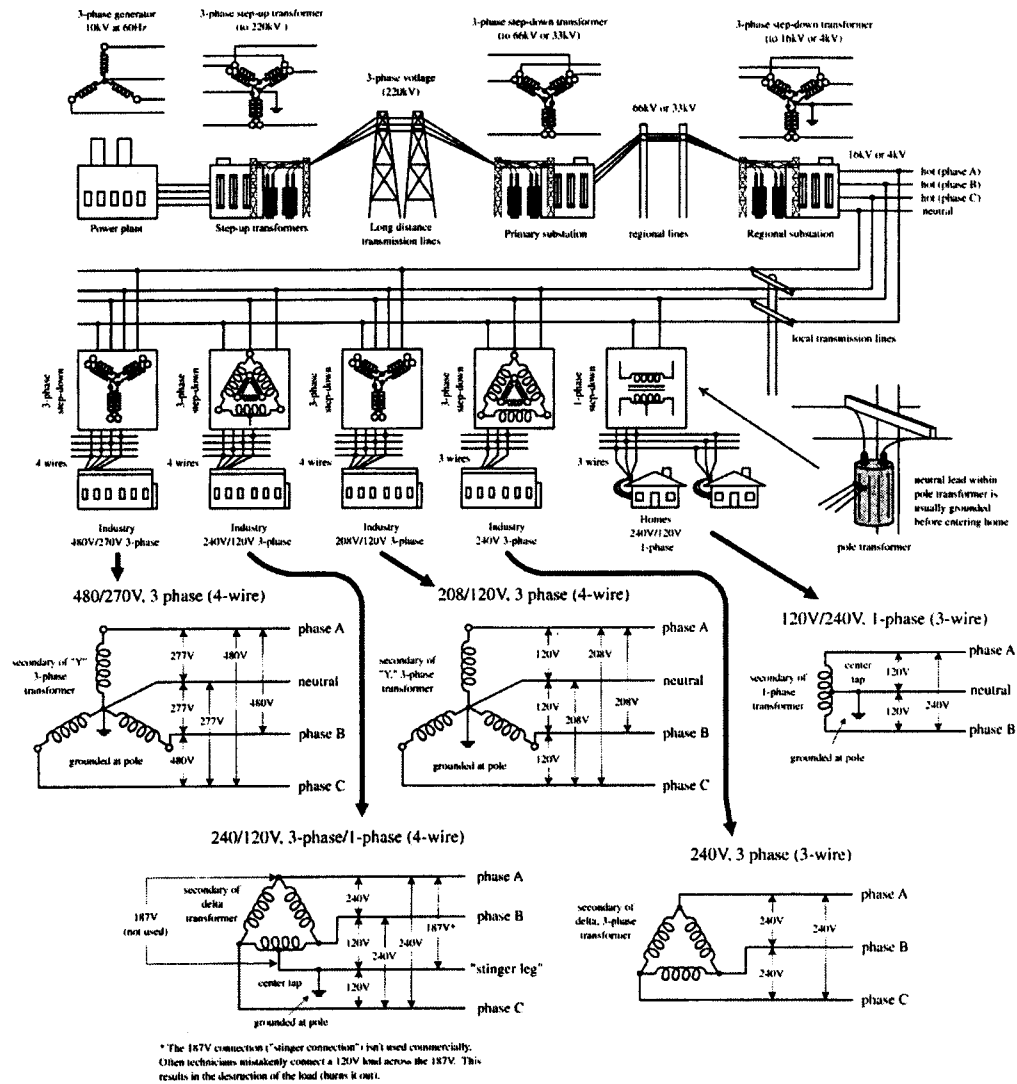 3-phase generator
10kV at 60Hz
3-phase step-up transformer
(to 220kV )
3-phase voltage
(220kV)
3-phase step-down transformer
(to 66kV or 33kV)
66kV or 33kV
3-phase step-down transformer
(to 16kV or 4kV)
16kV or 4kV
hot (phase A)
hot (phase B)
hot (phase C)
neutral
Power plant
Step-up transformers
Long distance
transmission lines
Primary substation
regional lines
Regional substation
local transmission lines
3-phase
step-down
3-phase
step-down
3-phase
step-down
3-phase
step-down
1-phase
step-down
4 wires
4 wires
4 wires
3 wires
3 wires
Industry
480V/270V 3-phase
Industry
240V/120V 3-phase
Industry
208V/120V 3-phase
Industry
240V 3-phase
Homes
240V/120V
1-phase
neutral lead within
pole transformer is
usually grounded
before entering home
pole transformer
480/270V, 3 phase (4-wire)
secondary of "Y"
3-phase
transformer
277V
480V
277V
277V
480V
480V
grounded at pole
phase A
neutral
phase B
phase C
208/120V, 3 phase (4-wire)
secondary of
"Y," 3-phase
transformer
120V
208V
120V
208V
208V
120V
grounded at pole
phase A
neutral
phase B
phase C
120V/240V, 1-phase (3-wire)
secondary of
1-phase
transformer
center
tap
120V
120V
240V
grounded at pole
phase A
neutral
phase B
240/120V, 3-phase/1-phase (4-wire)
187V
(not used)
secondary of
delta
transformer
240V
120V
240V
240V
187V*
120V
center tap
grounded at pole
phase A
phase B
"stinger leg"
phase C
240V, 3 phase (3-wire)
secondary of
delta, 3-phase
transformer
240V
240V
240V
phase A
phase B
phase C
* The 187V connection ("stinger connection") isn't used commercially.
Often technicians mistakenly connect a 120V load across the 187V. This
results in the destruction of the load (burns it out).